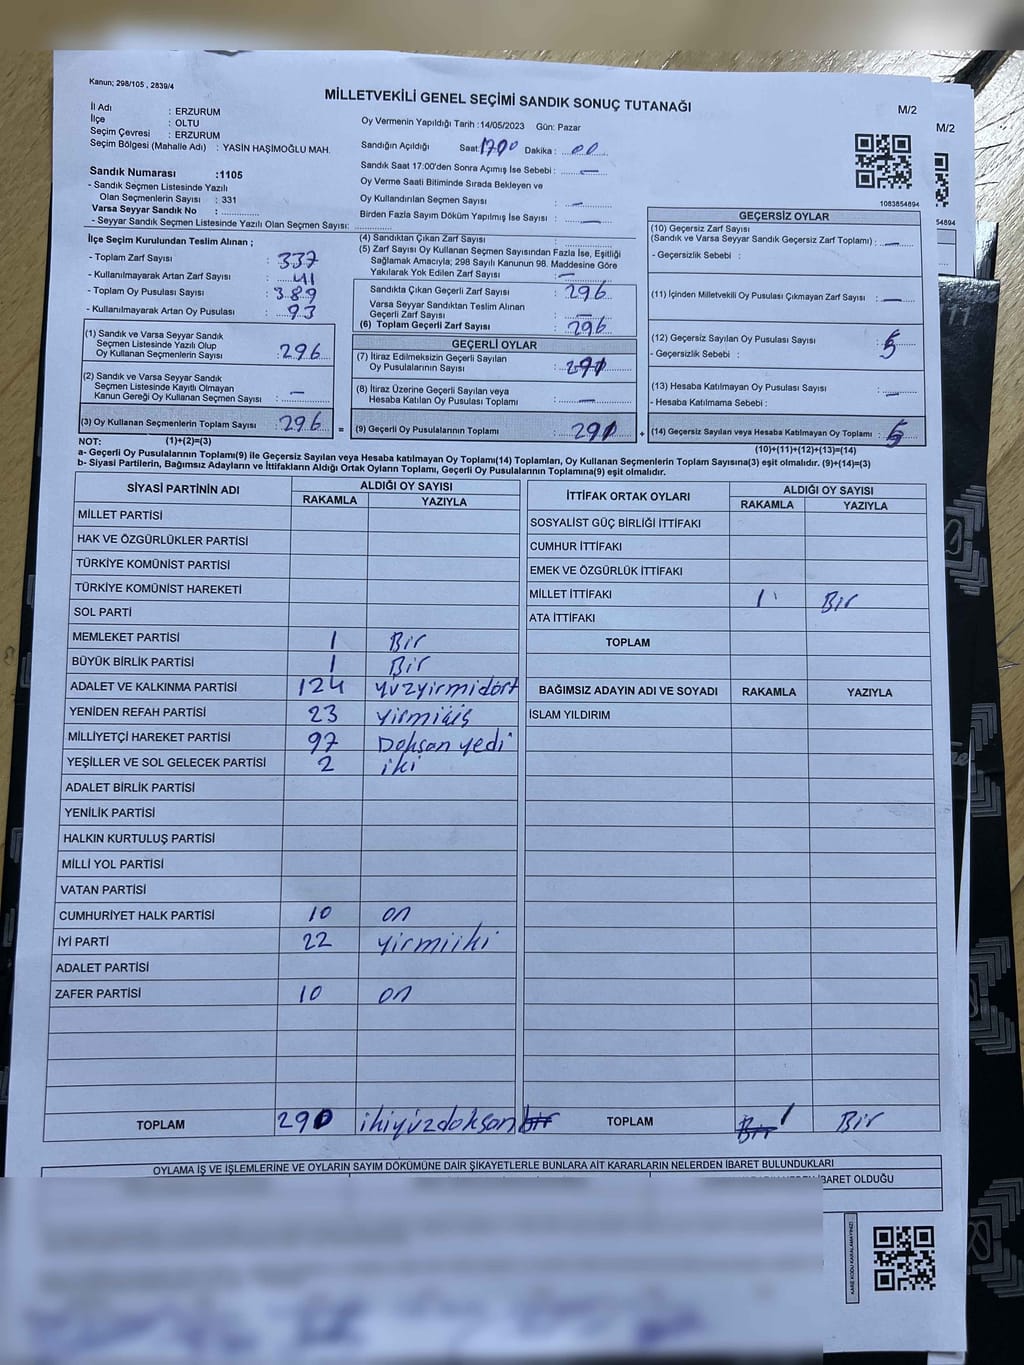 Kanun; 298/105 , 2839/4
MİLLETVEKİLİ GENEL SEÇİMİ SANDIK SONUÇ TUTANAĞI
M/2
M/2
İl Adı : ERZURUM
İlçe : OLTU
Seçim Çevresi : ERZURUM
Seçim Bölgesi (Mahalle Adı) : YASİN HAŞİMOĞLU MAH.
Oy Vermenin Yapıldığı Tarih :14/05/2023 Gün: Pazar
Sandığın Açıldığı Saat: 1700 Dakika : 00
Sandık Saat 17:00'den Sonra Açımış İse Sebebi : —
Oy Verme Saati Bitiminde Sırada Bekleyen ve
Oy Kullandırılan Seçmen Sayısı : —
Birden Fazla Sayım Döküm Yapılmış İse Sayısı : —
Sandık Numarası :1105
- Sandık Seçmen Listesinde Yazılı
Olan Seçmenlerin Sayısı : 331
Varsa Seyyar Sandık No : ..............
- Seyyar Sandık Seçmen Listesinde Yazılı Olan Seçmen Sayısı: ..............
1083854894
54894
İlçe Seçim Kurulundan Teslim Alınan ;
- Toplam Zarf Sayısı : 337
- Kullanılmayarak Artan Zarf Sayısı : 41
- Toplam Oy Pusulası Sayısı : 389
- Kullanılmayarak Artan Oy Pusulası : 93
(1) Sandık ve Varsa Seyyar Sandık
Seçmen Listesinde Yazılı Olup
Oy Kullanan Seçmenlerin Sayısı : 296
(2) Sandık ve Varsa Seyyar Sandık
Seçmen Listesinde Kayıtlı Olmayan
Kanun Gereği Oy Kullanan Seçmen Sayısı : —
(3) Oy Kullanan Seçmenlerin Toplam Sayısı : 296
(4) Sandıktan Çıkan Zarf Sayısı : ..............
(5) Zarf Sayısı Oy Kullanan Seçmen Sayısından Fazla İse, Eşitliği
Sağlamak Amacıyla; 298 Sayılı Kanunun 98. Maddesine Göre
Yakılarak Yok Edilen Zarf Sayısı : —
Sandıkta Çıkan Geçerli Zarf Sayısı : 296
Varsa Seyyar Sandıktan Teslim Alınan
Geçerli Zarf Sayısı : —
(6) Toplam Geçerli Zarf Sayısı : 296
GEÇERLİ OYLAR
(7) İtiraz Edilmeksizin Geçerli Sayılan
Oy Pusulalarının Sayısı :
(8) İtiraz Üzerine Geçerli Sayılan veya
Hesaba Katılan Oy Pusulası Toplamı : —
= (9) Geçerli Oy Pusulalarının Toplamı :
GEÇERSİZ OYLAR
(10) Geçersiz Zarf Sayısı
(Sandık ve Varsa Seyyar Sandık Geçersiz Zarf Toplamı) : —
- Geçersizlik Sebebi :
(11) İçinden Milletvekili Oy Pusulası Çıkmayan Zarf Sayısı : —
(12) Geçersiz Sayılan Oy Pusulası Sayısı : 5
- Geçersizlik Sebebi :
(13) Hesaba Katılmayan Oy Pusulası Sayısı : —
- Hesaba Katılmama Sebebi :
+ (14) Geçersiz Sayılan veya Hesaba Katılmayan Oy Toplamı : 5
NOT: (1)+(2)=(3)
(10)+(11)+(12)+(13)=(14)
a- Geçerli Oy Pusulalarının Toplamı(9) ile Geçersiz Sayılan veya Hesaba katılmayan Oy Toplamı(14) Toplamları, Oy Kullanan Seçmenlerin Toplam Sayısına(3) eşit olmalıdır. (9)+(14)=(3)
b- Siyasi Partilerin, Bağımsız Adayların ve İttifakların Aldığı Ortak Oyların Toplamı, Geçerli Oy Pusulalarının Toplamına(9) eşit olmalıdır.
SİYASİ PARTİNİN ADI ALDIĞI OY SAYISI
RAKAMLA YAZIYLA
MİLLET PARTİSİ
HAK VE ÖZGÜRLÜKLER PARTİSİ
TÜRKİYE KOMÜNİST PARTİSİ
TÜRKİYE KOMÜNİST HAREKETİ
SOL PARTİ
MEMLEKET PARTİSİ 1 Bir
BÜYÜK BİRLİK PARTİSİ 1 Bir
ADALET VE KALKINMA PARTİSİ 124 yüzyirmidört
YENİDEN REFAH PARTİSİ 23 yirmiüç
MİLLİYETÇİ HAREKET PARTİSİ 97 Doksan yedi
YEŞİLLER VE SOL GELECEK PARTİSİ 2 iki
ADALET BİRLİK PARTİSİ
YENİLİK PARTİSİ
HALKIN KURTULUŞ PARTİSİ
MİLLİ YOL PARTİSİ
VATAN PARTİSİ
CUMHURİYET HALK PARTİSİ 10 on
İYİ PARTİ 22 yirmiiki
ADALET PARTİSİ
ZAFER PARTİSİ 10 on
TOPLAM 290 ikiyüzdoksan bir
İTTİFAK ORTAK OYLARI ALDIĞI OY SAYISI
RAKAMLA YAZIYLA
SOSYALİST GÜÇ BİRLİĞİ İTTİFAKI
CUMHUR İTTİFAKI
EMEK VE ÖZGÜRLÜK İTTİFAKI
MİLLET İTTİFAKI 1 Bir
ATA İTTİFAKI
TOPLAM
BAĞIMSIZ ADAYIN ADI VE SOYADI RAKAMLA YAZIYLA
İSLAM YILDIRIM
TOPLAM Bir 1 Bir
OYLAMA İŞ VE İŞLEMLERİNE VE OYLARIN SAYIM DÖKÜMÜNE DAİR ŞİKAYETLERLE BUNLARA AİT KARARLARIN NELERDEN İBARET BULUNDUKLARI
İBARET OLDUĞU
KARE KODU KARALAMAYINIZ!